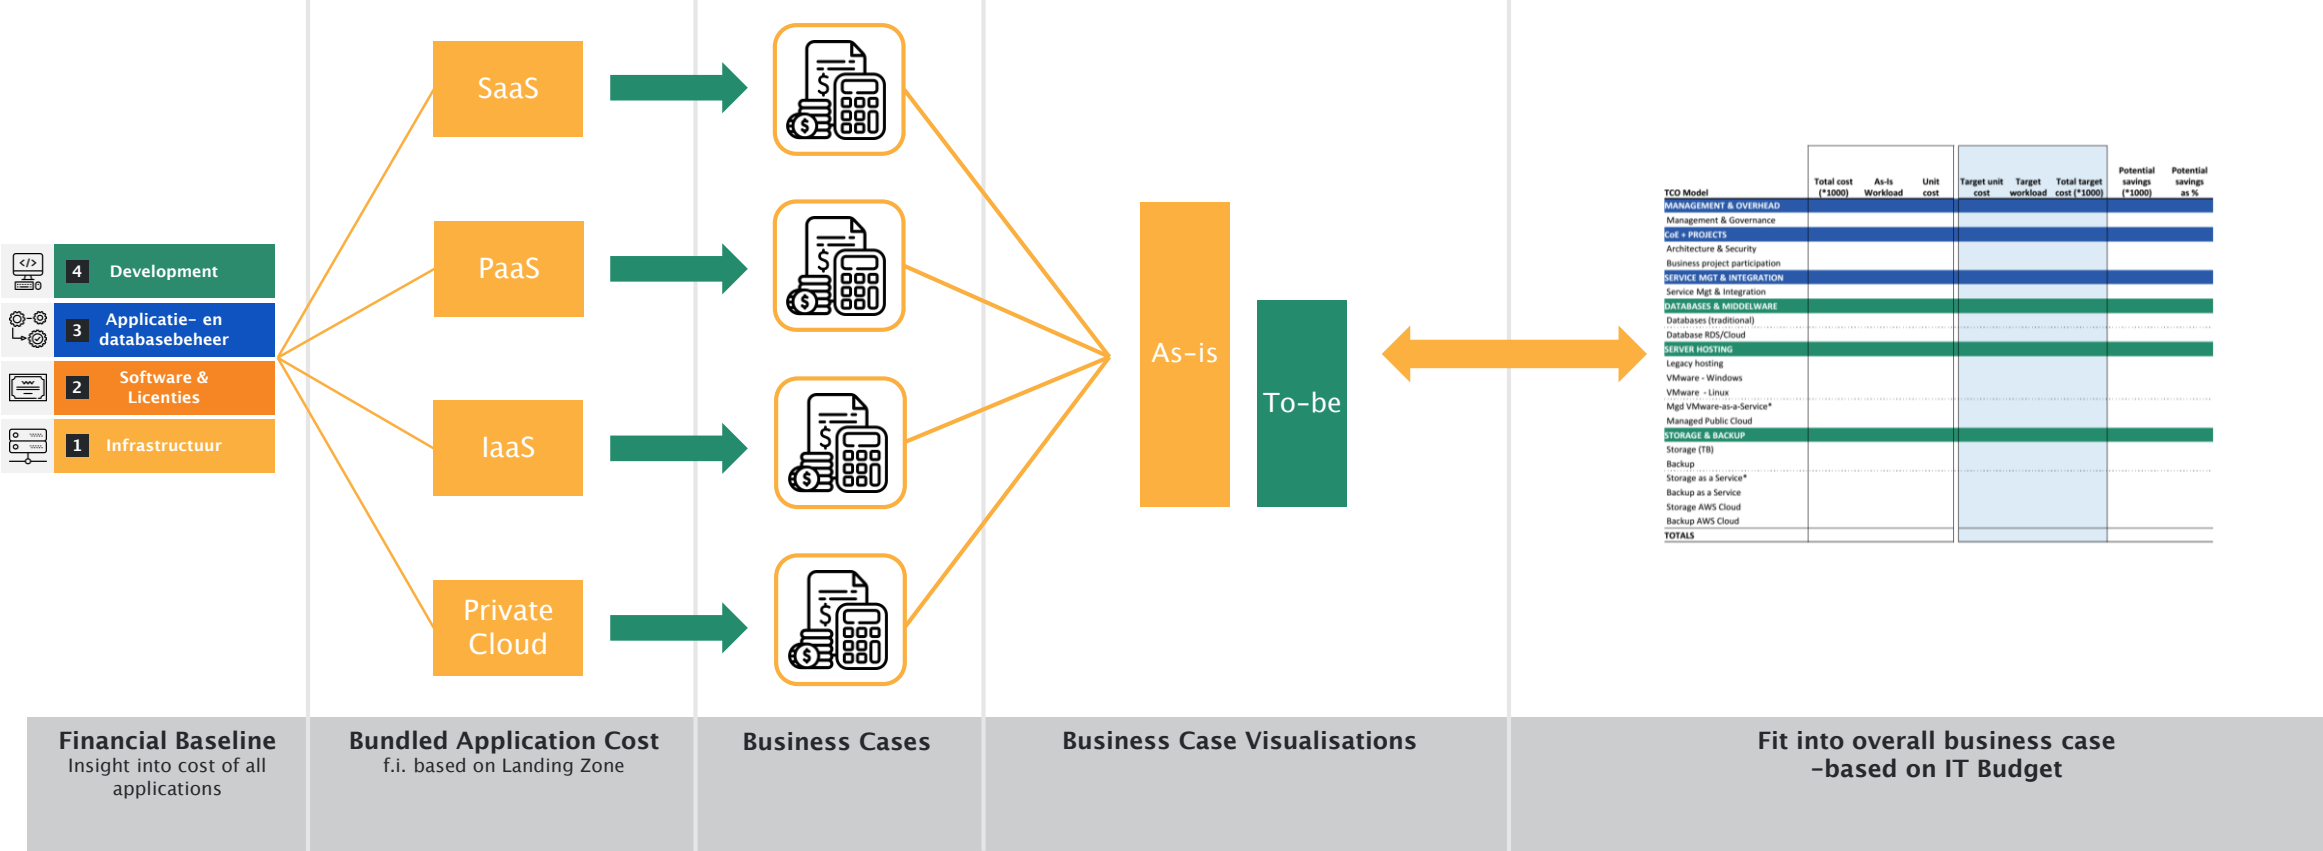 4 Development
3 Applicatie- en
databasebeheer
2 Software &
Licenties
1 Infrastructuur
SaaS
PaaS
IaaS
Private
Cloud
As-is
To-be
TCO Model
Total cost
(*1000)
As-Is
Workload
Unit
cost
Target unit
cost
Target
workload
Total target
cost (*1000)
Potential
savings
(*1000)
Potential
savings
as %
MANAGEMENT & OVERHEAD
Management & Governance
CoE + PROJECTS
Architecture & Security
Business project participation
SERVICE MGT & INTEGRATION
Service Mgt & Integration
DATABASES & MIDDELWARE
Databases (traditional)
Database RDS/Cloud
SERVER HOSTING
Legacy hosting
VMware - Windows
VMware - Linux
Mgd VMware-as-a-Service*
Managed Public Cloud
STORAGE & BACKUP
Storage (TB)
Backup
Storage as a Service*
Backup as a Service
Storage AWS Cloud
Backup AWS Cloud
TOTALS
Financial Baseline
Insight into cost of all
applications
Bundled Application Cost
f.i. based on Landing Zone
Business Cases
Business Case Visualisations
Fit into overall business case
-based on IT Budget